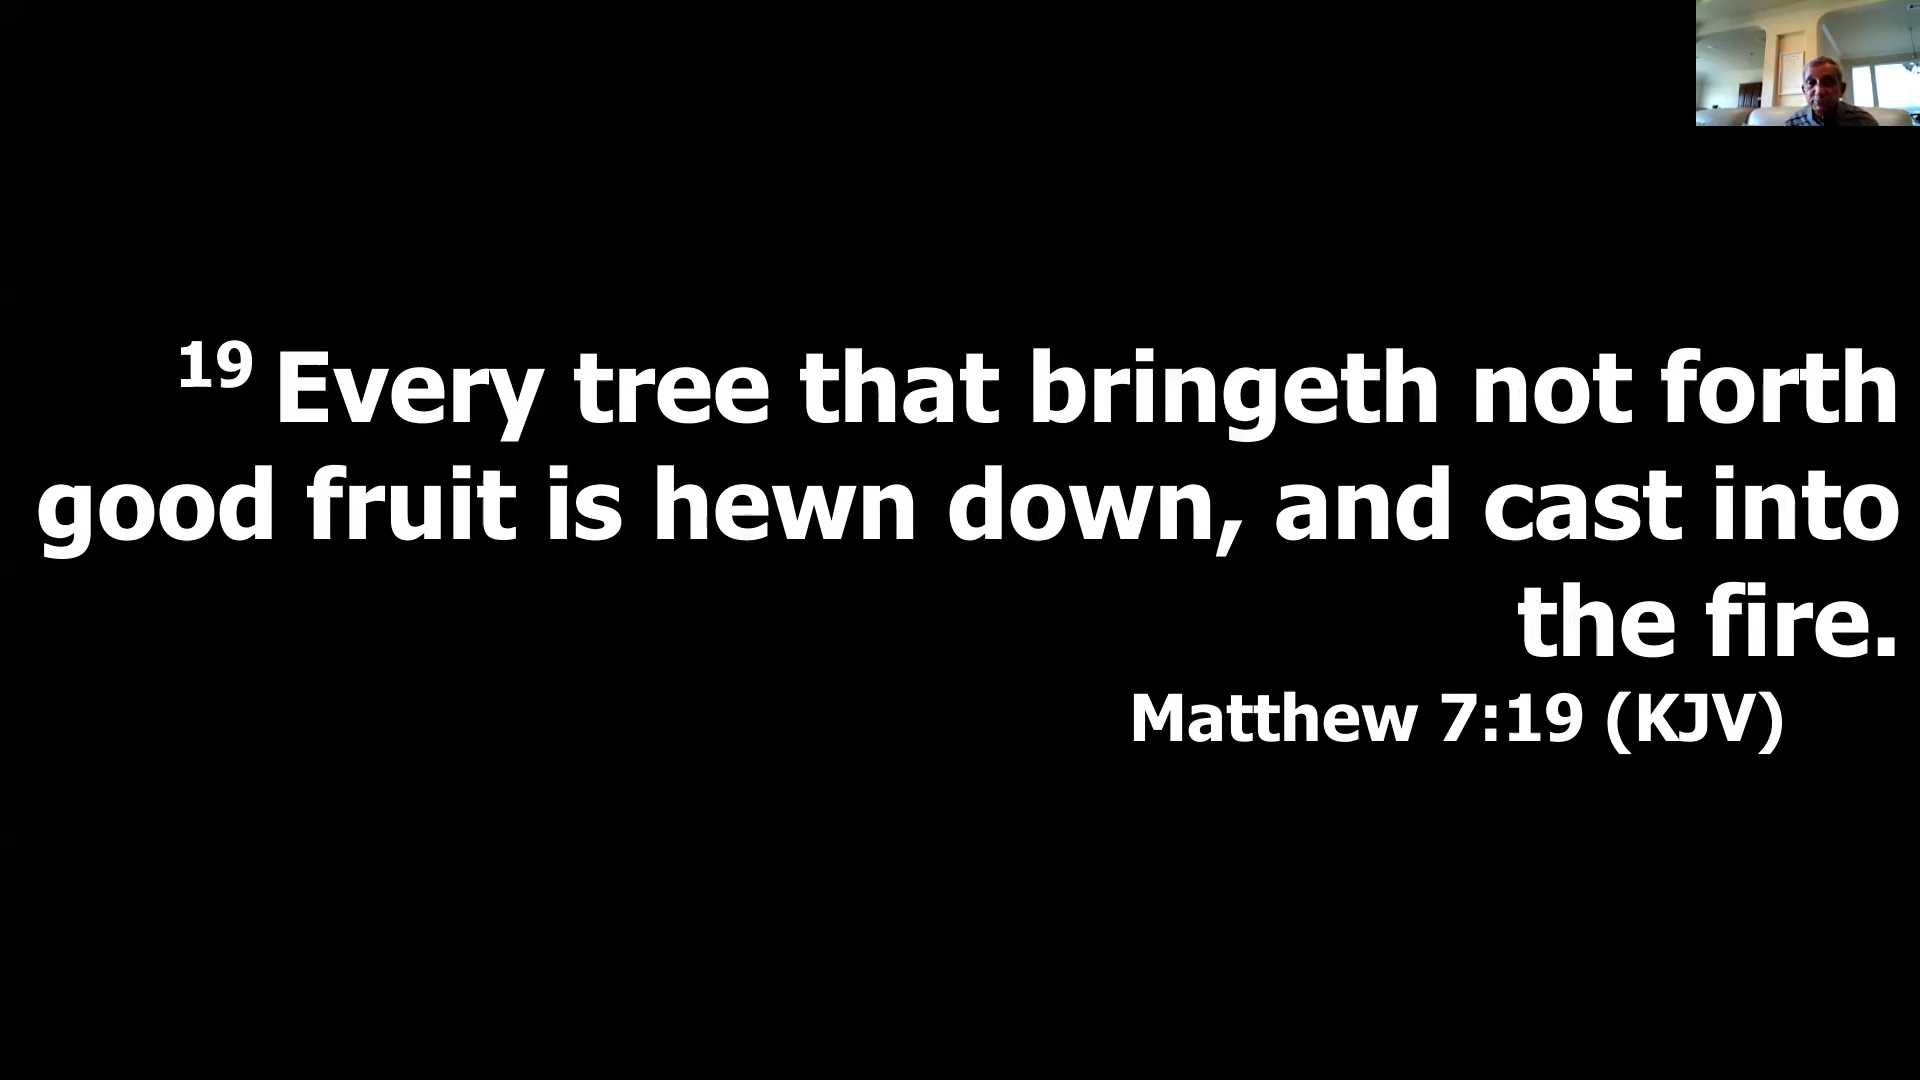 19 Every tree that bringeth not forth
good fruit is hewn down, and cast into
the fire.
Matthew 7:19 (KJV)